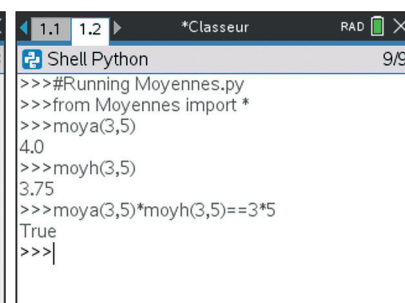 1.1 1.2 *Classeur RAD
Shell Python 9/9
>>>#Running Moyennes.py
>>>from Moyennes import *
>>>moya(3,5)
4.0
>>>moyh(3,5)
3.75
>>>moya(3,5)*moyh(3,5)==3*5
True
>>>